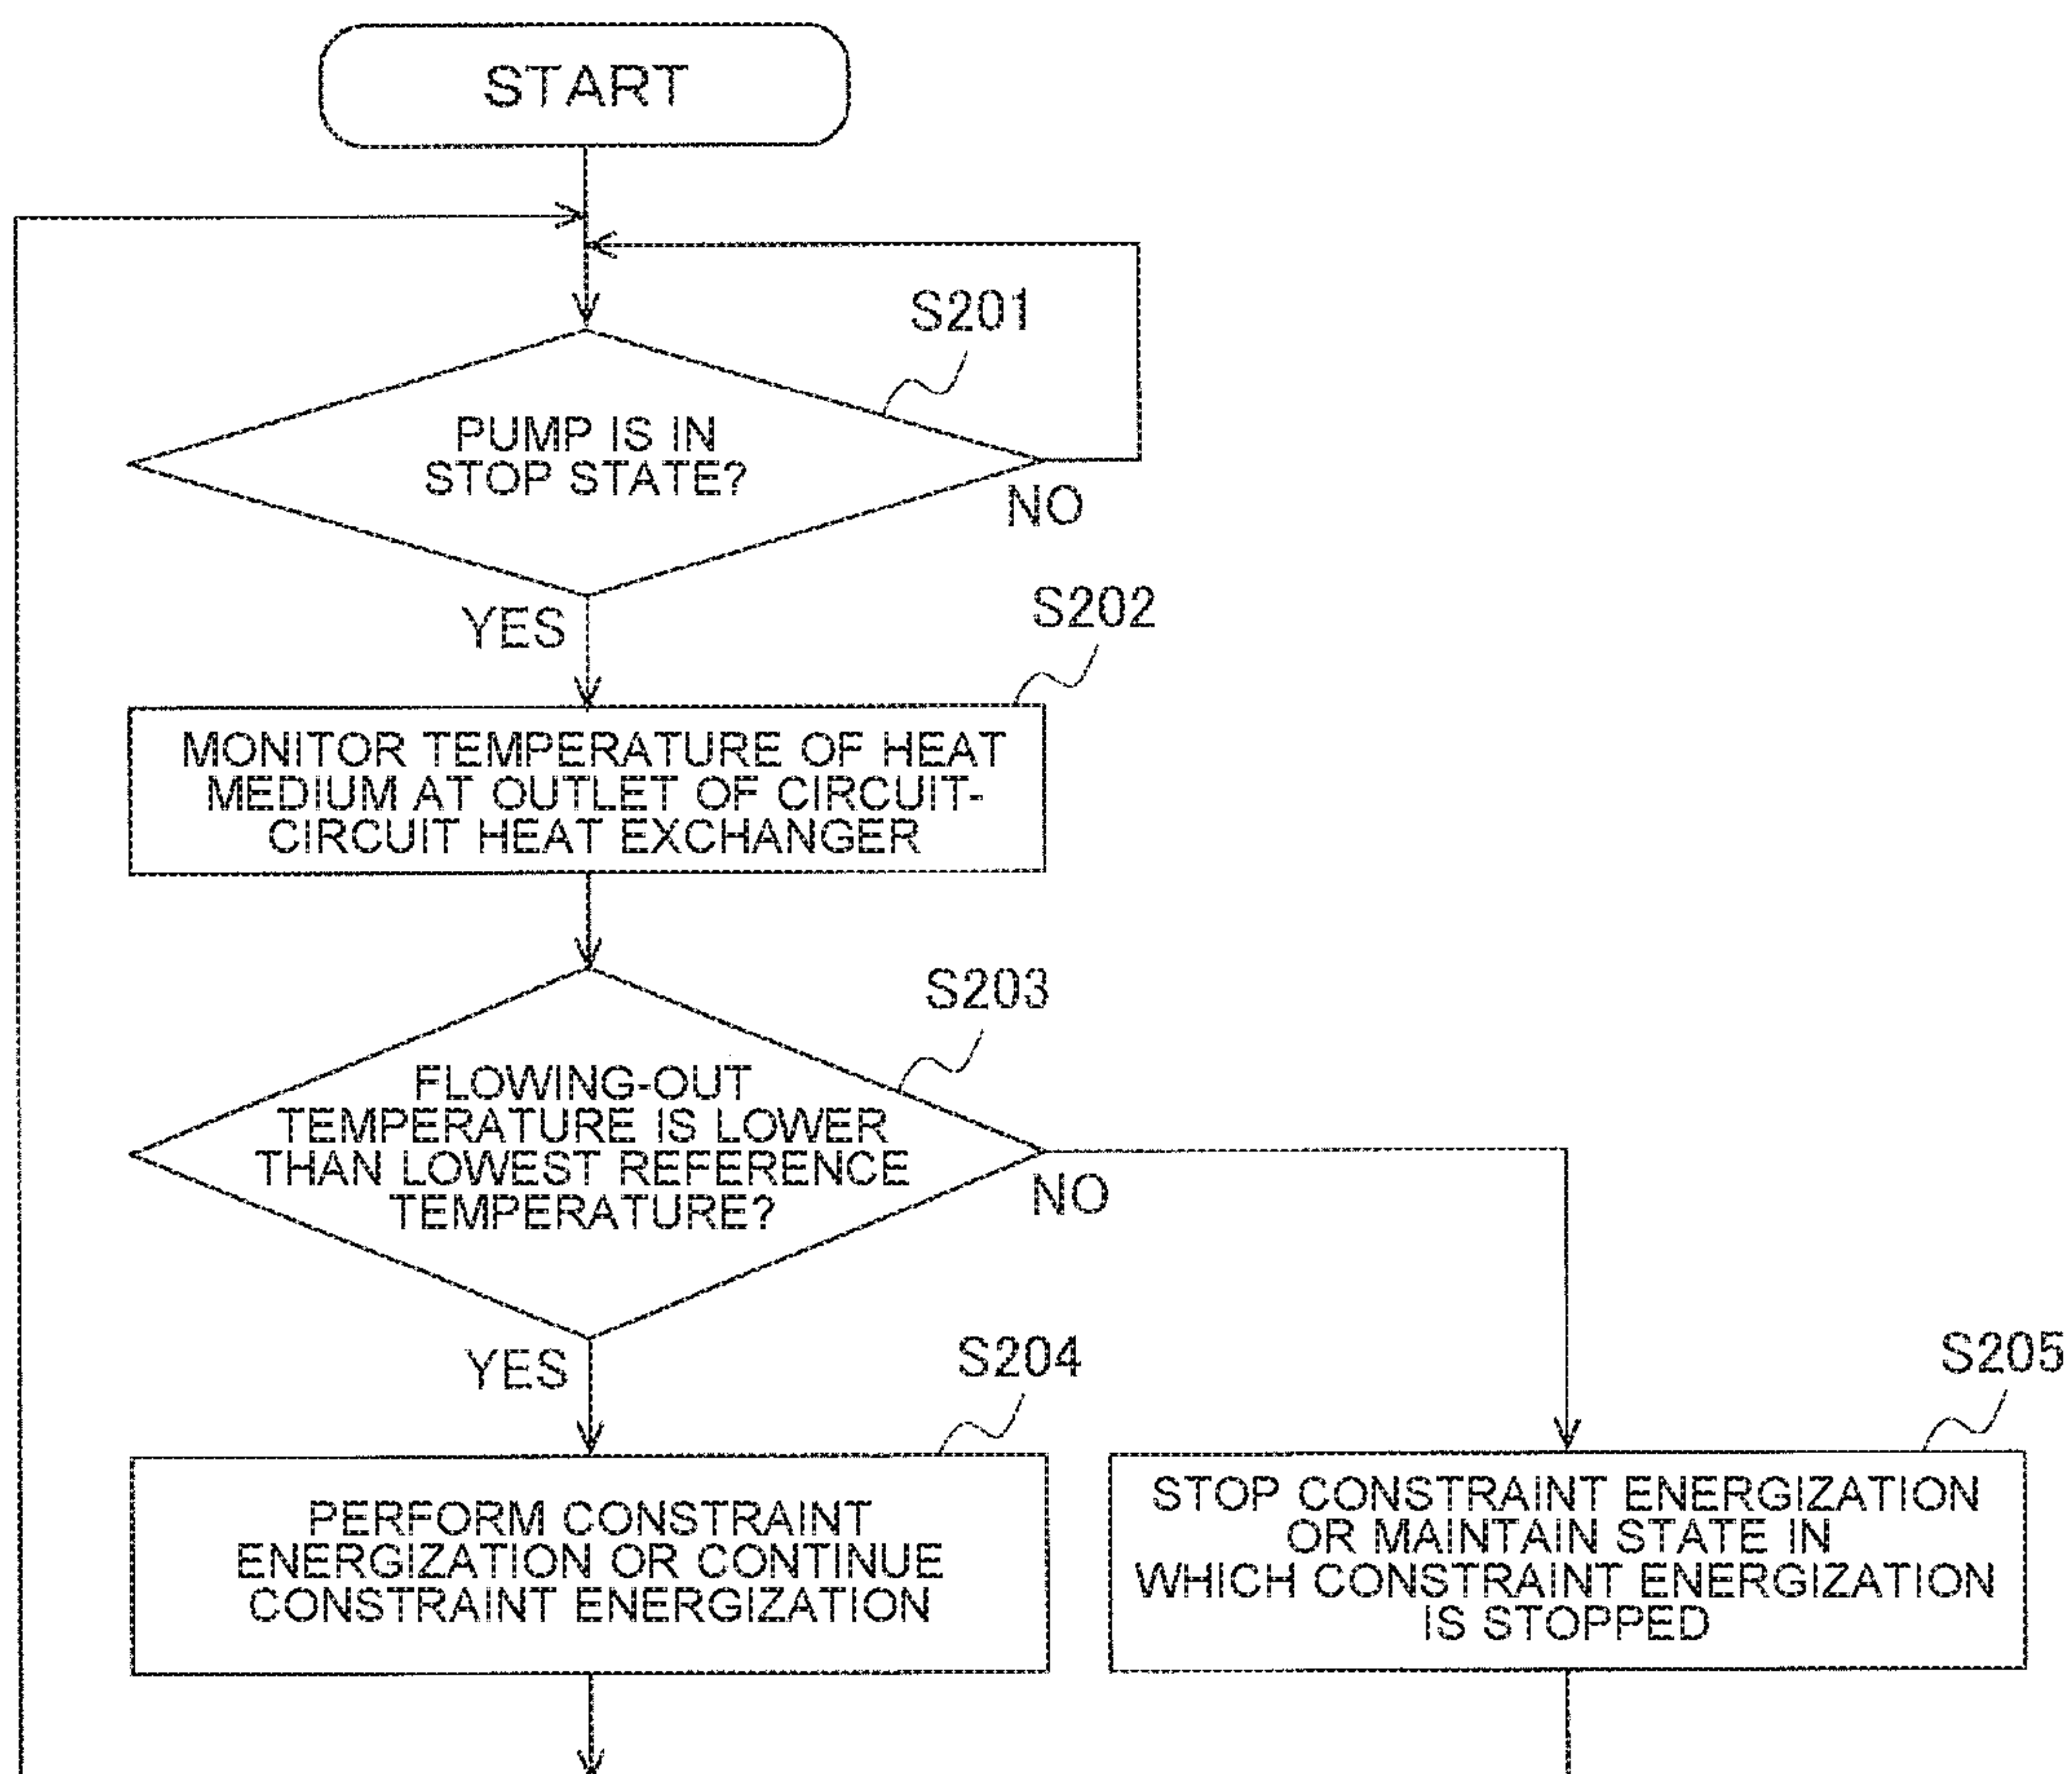 START
S201
PUMP IS IN
STOP STATE?
NO
YES
S202
MONITOR TEMPERATURE OF HEAT
MEDIUM AT OUTLET OF CIRCUIT-
CIRCUIT HEAT EXCHANGER
S203
FLOWING-OUT
TEMPERATURE IS LOWER
THAN LOWEST REFERENCE
TEMPERATURE?
NO
YES
S204
PERFORM CONSTRAINT
ENERGIZATION OR CONTINUE
CONSTRAINT ENERGIZATION
S205
STOP CONSTRAINT ENERGIZATION
OR MAINTAIN STATE IN
WHICH CONSTRAINT ENERGIZATION
IS STOPPED